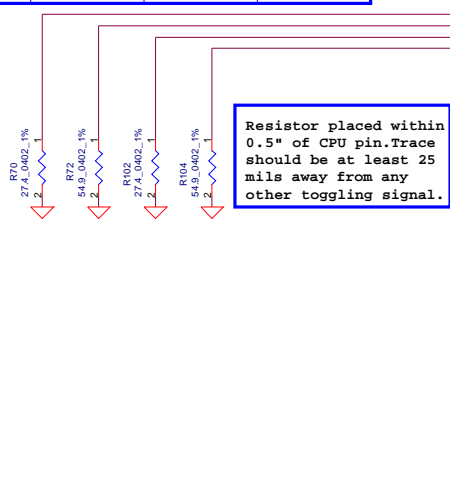 R70
27.4_0402_1%
1
2
R72
54.9_0402_1%
1
2
R102
27.4_0402_1%
1
2
R104
54.9_0402_1%
1
2
Resistor placed within
0.5" of CPU pin.Trace
should be at least 25
mils away from any
other toggling signal.